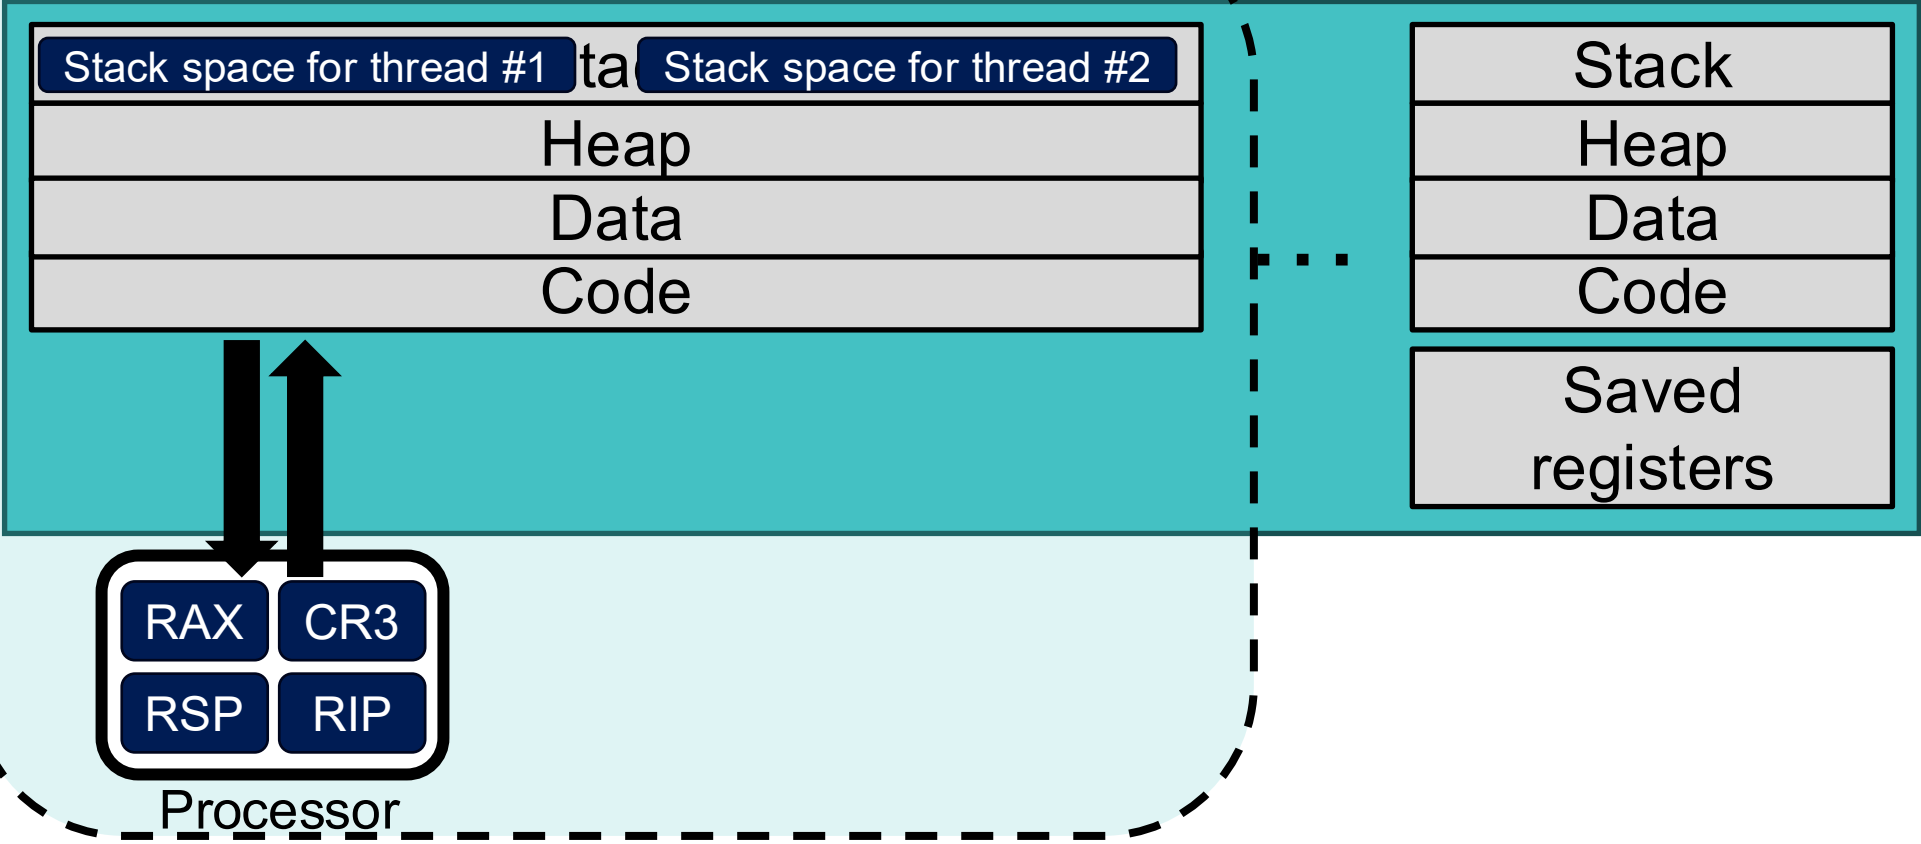 Stack space for thread #1
ta
Stack space for thread #2
Heap
Data
Code
...
Stack
Heap
Data
Code
Saved
registers
RAX
CR3
RSP
RIP
Processor